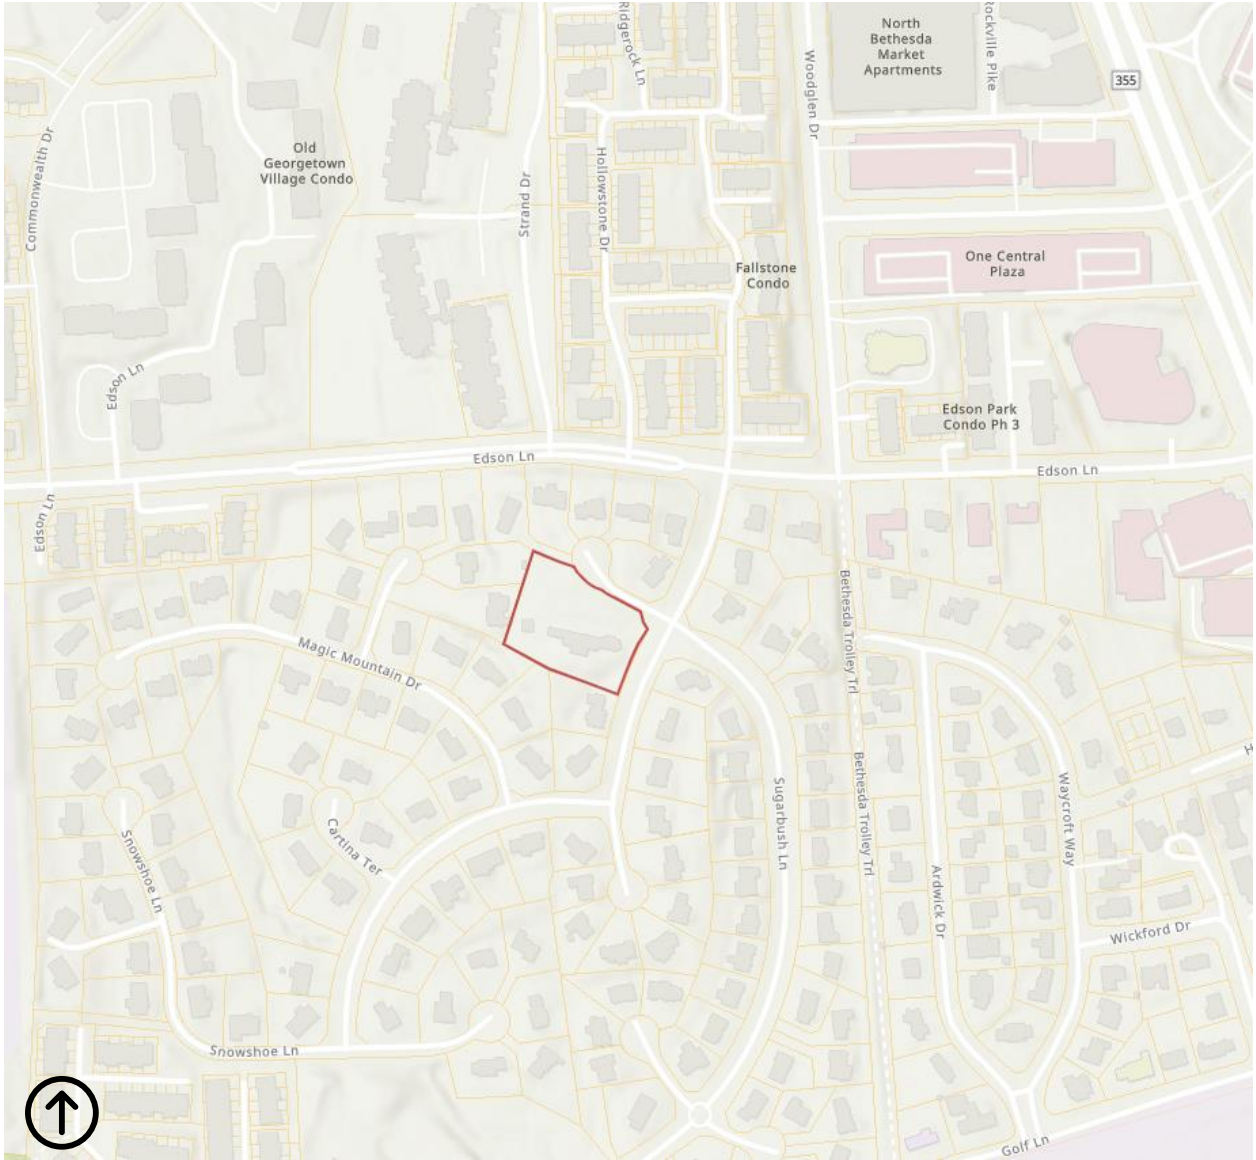 North
Bethesda
Market
Apartments
Rockville Pike
355
Ridgerock Ln
Woodglen Dr
Old
Georgetown
Village Condo
Commonwealth Dr
Strand Dr
Hollowstone Dr
Fallstone
Condo
One Central
Plaza
Edson Ln
Edson Park
Condo Ph 3
Edson Ln
Edson Ln
Edson Ln
Bethesda Trolley Trl
Magic Mountain Dr
Bethesda Trolley Trl
Sugarbush Ln
Waycroft Way
Cartina Ter
Snowshoe Ln
Ardwick Dr
Wickford Dr
Snowshoe Ln
Golf Ln